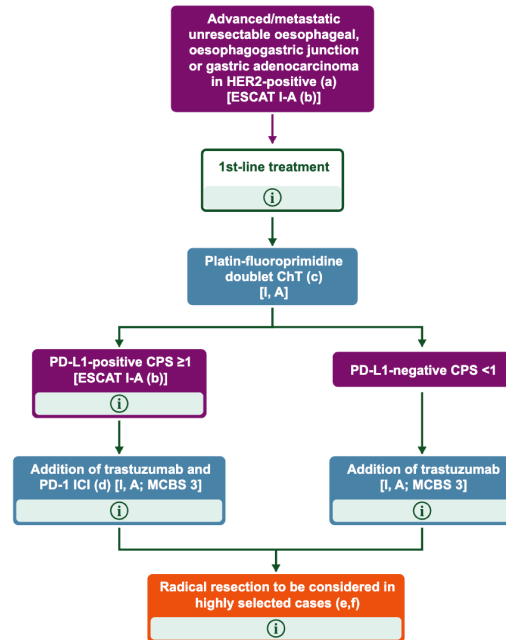 Advanced/metastatic
unresectable oesophageal,
oesophagogastric junction
or gastric adenocarcinoma
in HER2-positive (a)
[ESCAT I-A (b)]
1st-line treatment
i
Platin-fluoroprimidine
doublet ChT (c)
[I, A]
PD-L1-positive CPS ≥1
[ESCAT I-A (b)]
i
PD-L1-negative CPS <1
Addition of trastuzumab and
PD-1 ICI (d) [I, A; MCBS 3]
i
Addition of trastuzumab
[I, A; MCBS 3]
i
Radical resection to be considered in
highly selected cases (e,f)
i